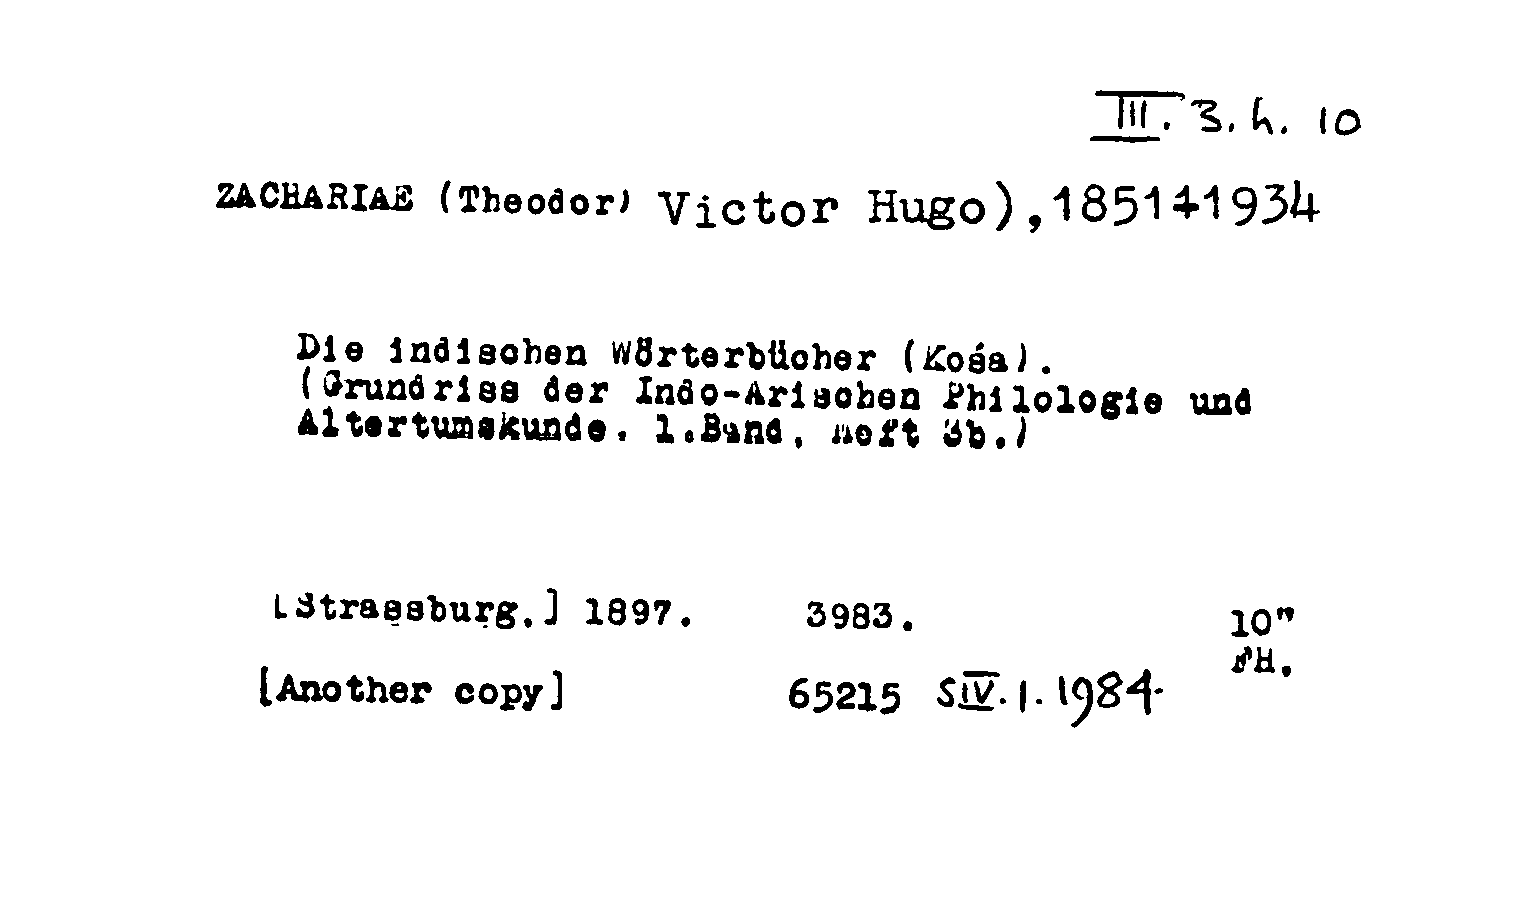 III. 3. h. 10
ZACHARIAE (Theodor) Victor Hugo), 1851-1934
Die indischen Wörterbücher (Kośa).
(Grundriss der Indo-Arischen Philologie und
Altertumskunde. 1.Band, Heft 3b.)
[Strassburg.] 1897. 3983. 10"
FH.
[Another copy] 65215 SIV. 1. 1984.